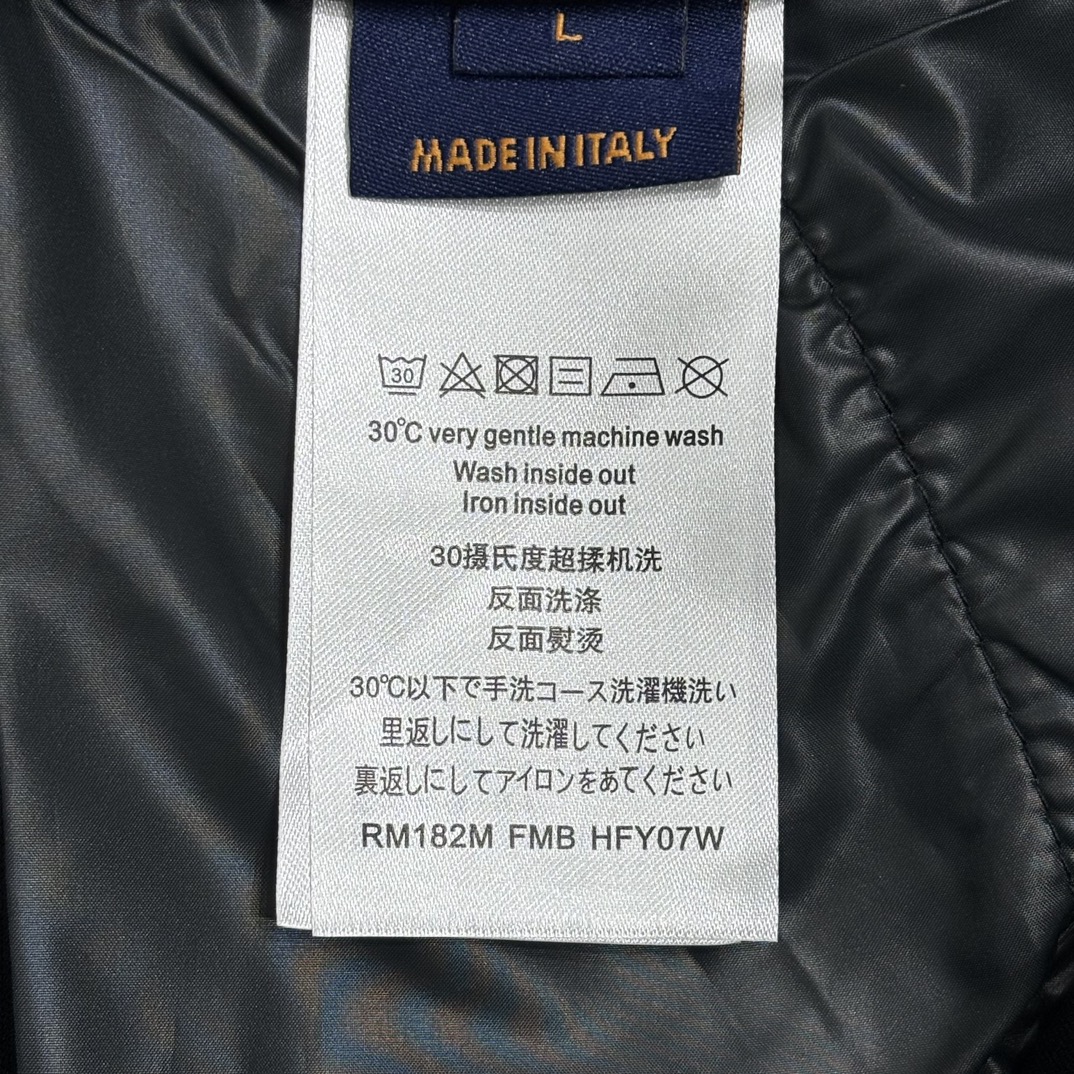 L
MADE IN ITALY
30
30℃ very gentle machine wash
Wash inside out
Iron inside out
30摄氏度超揉机洗
反面洗涤
反面熨烫
30℃以下で手洗コース洗濯機洗い
里返しにして洗濯してください
裏返しにしてアイロンをあてください
RM182M FMB HFY07W